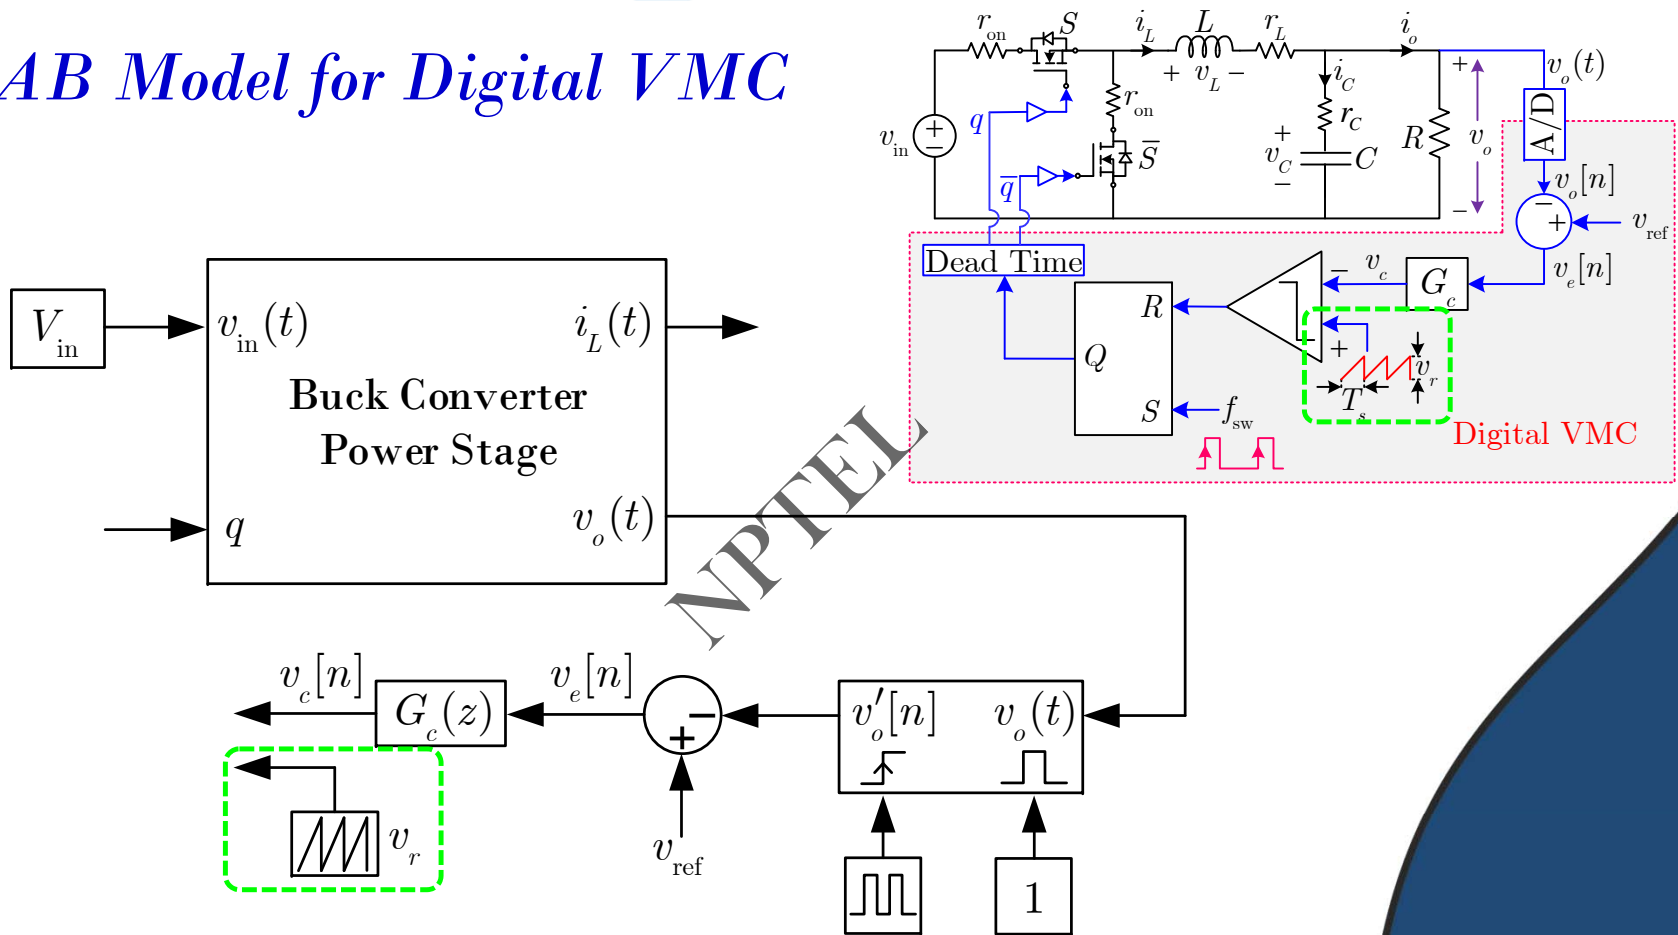 AB Model for Digital VMC
r_on
S
i_L
L
r_L
i_o
+ v_L −
i_C
+
v_o(t)
q
r_on
r_C
A/D
v_in
+
−
S̅
+
v_C
−
C
R
v_o
q̅
−
v_o[n]
−
+
v_ref
Dead Time
v_c
−
G_c
v_e[n]
R
+
v_r
Q
T_s
S
f_sw
Digital VMC
V_in
v_in(t)
i_L(t)
Buck Converter
Power Stage
q
v_o(t)
NPTEL
v_c[n]
G_c(z)
v_e[n]
−
+
v'_o[n]
v_o(t)
v_r
v_ref
1